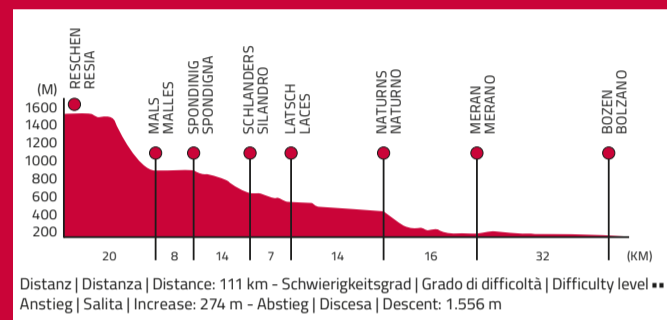 RESCHEN
RESIA
MALS
MALLES
SPONDINIG
SPONDIGNA
SCHLANDERS
SILANDRO
LATSCH
LACES
NATURNS
NATURNO
MERAN
MERANO
BOZEN
BOLZANO
(M)
1600
1400
1200
1000
800
600
400
200
20 8 14 7 14 16 32 (KM)
Distanz | Distanza | Distance: 111 km - Schwierigkeitsgrad | Grado di difficoltà | Difficulty level ▪▪
Anstieg | Salita | Increase: 274 m - Abstieg | Discesa | Descent: 1.556 m